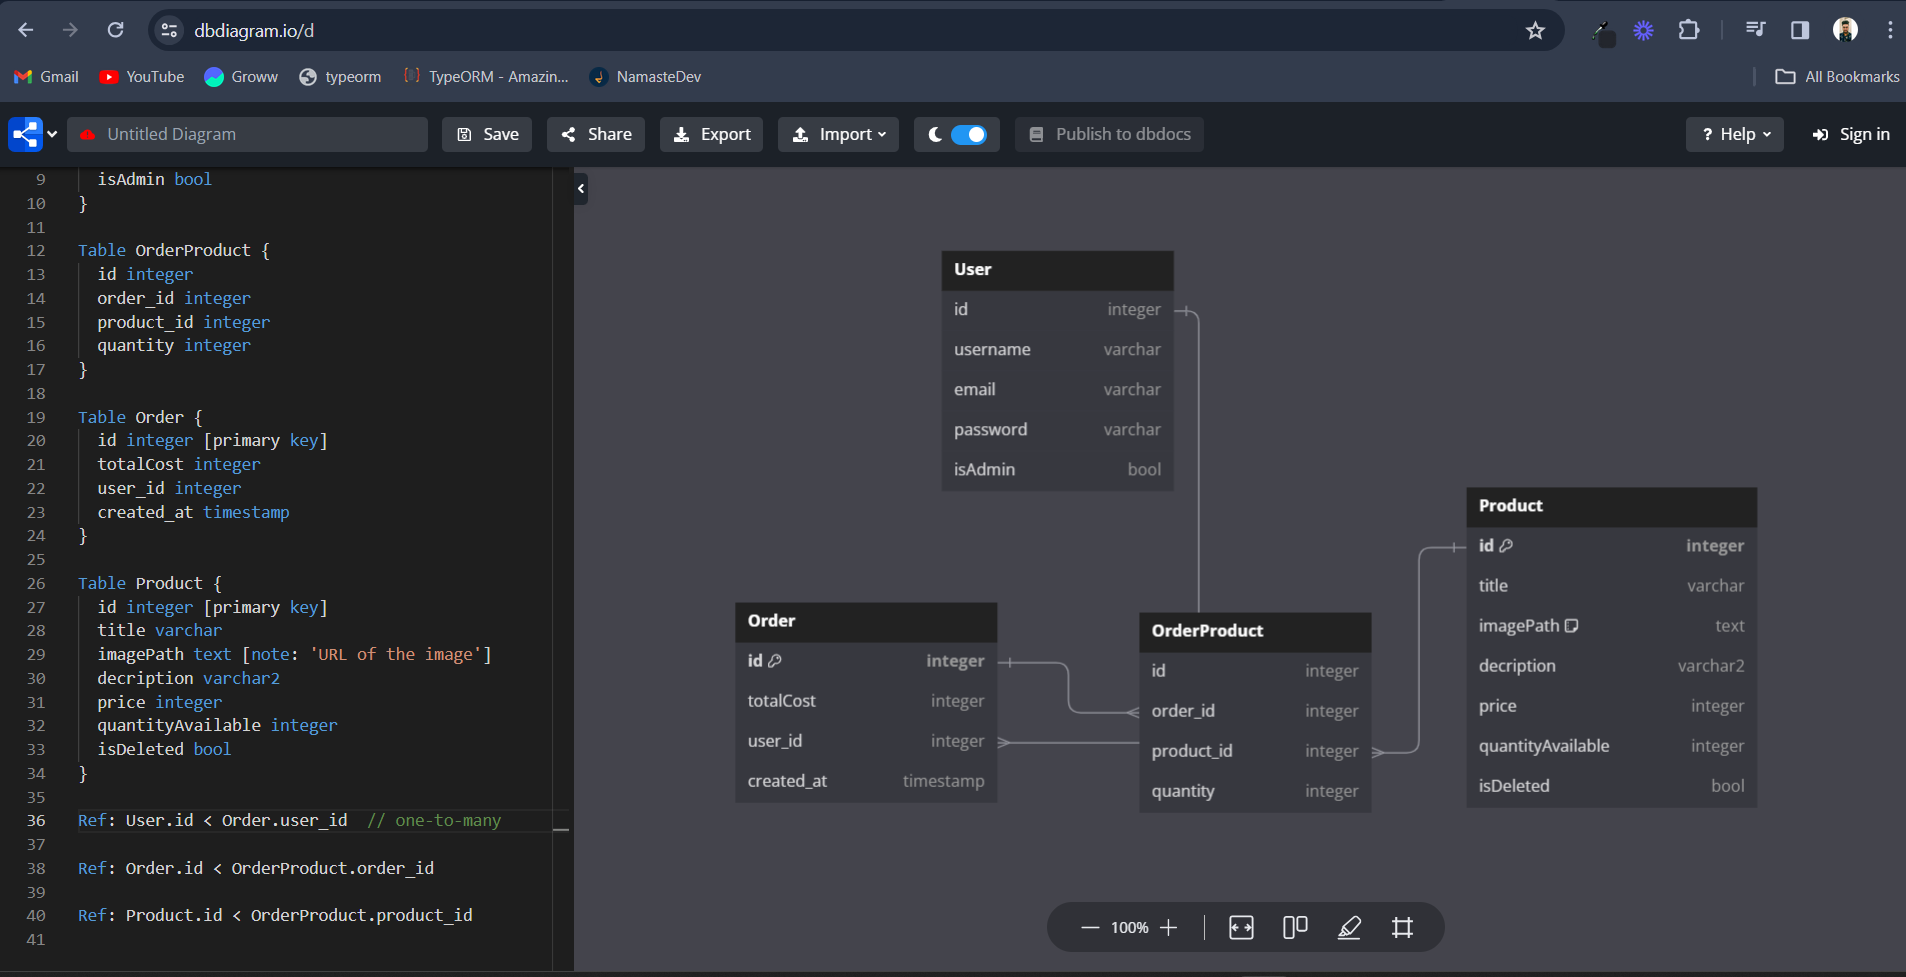 dbdiagram.io/d
Gmail YouTube Groww typeorm TypeORM - Amazin... NamasteDev All Bookmarks
Untitled Diagram Save Share Export Import Publish to dbdocs ? Help Sign in
9 isAdmin bool
10 }
11
12 Table OrderProduct {
13 id integer
14 order_id integer
15 product_id integer
16 quantity integer
17 }
18
19 Table Order {
20 id integer [primary key]
21 totalCost integer
22 user_id integer
23 created_at timestamp
24 }
25
26 Table Product {
27 id integer [primary key]
28 title varchar
29 imagePath text [note: 'URL of the image']
30 decription varchar2
31 price integer
32 quantityAvailable integer
33 isDeleted bool
34 }
35
36 Ref: User.id < Order.user_id // one-to-many
37
38 Ref: Order.id < OrderProduct.order_id
39
40 Ref: Product.id < OrderProduct.product_id
41
User
id integer
username varchar
email varchar
password varchar
isAdmin bool
Order
id integer
totalCost integer
user_id integer
created_at timestamp
OrderProduct
id integer
order_id integer
product_id integer
quantity integer
Product
id integer
title varchar
imagePath text
decription varchar2
price integer
quantityAvailable integer
isDeleted bool
100%